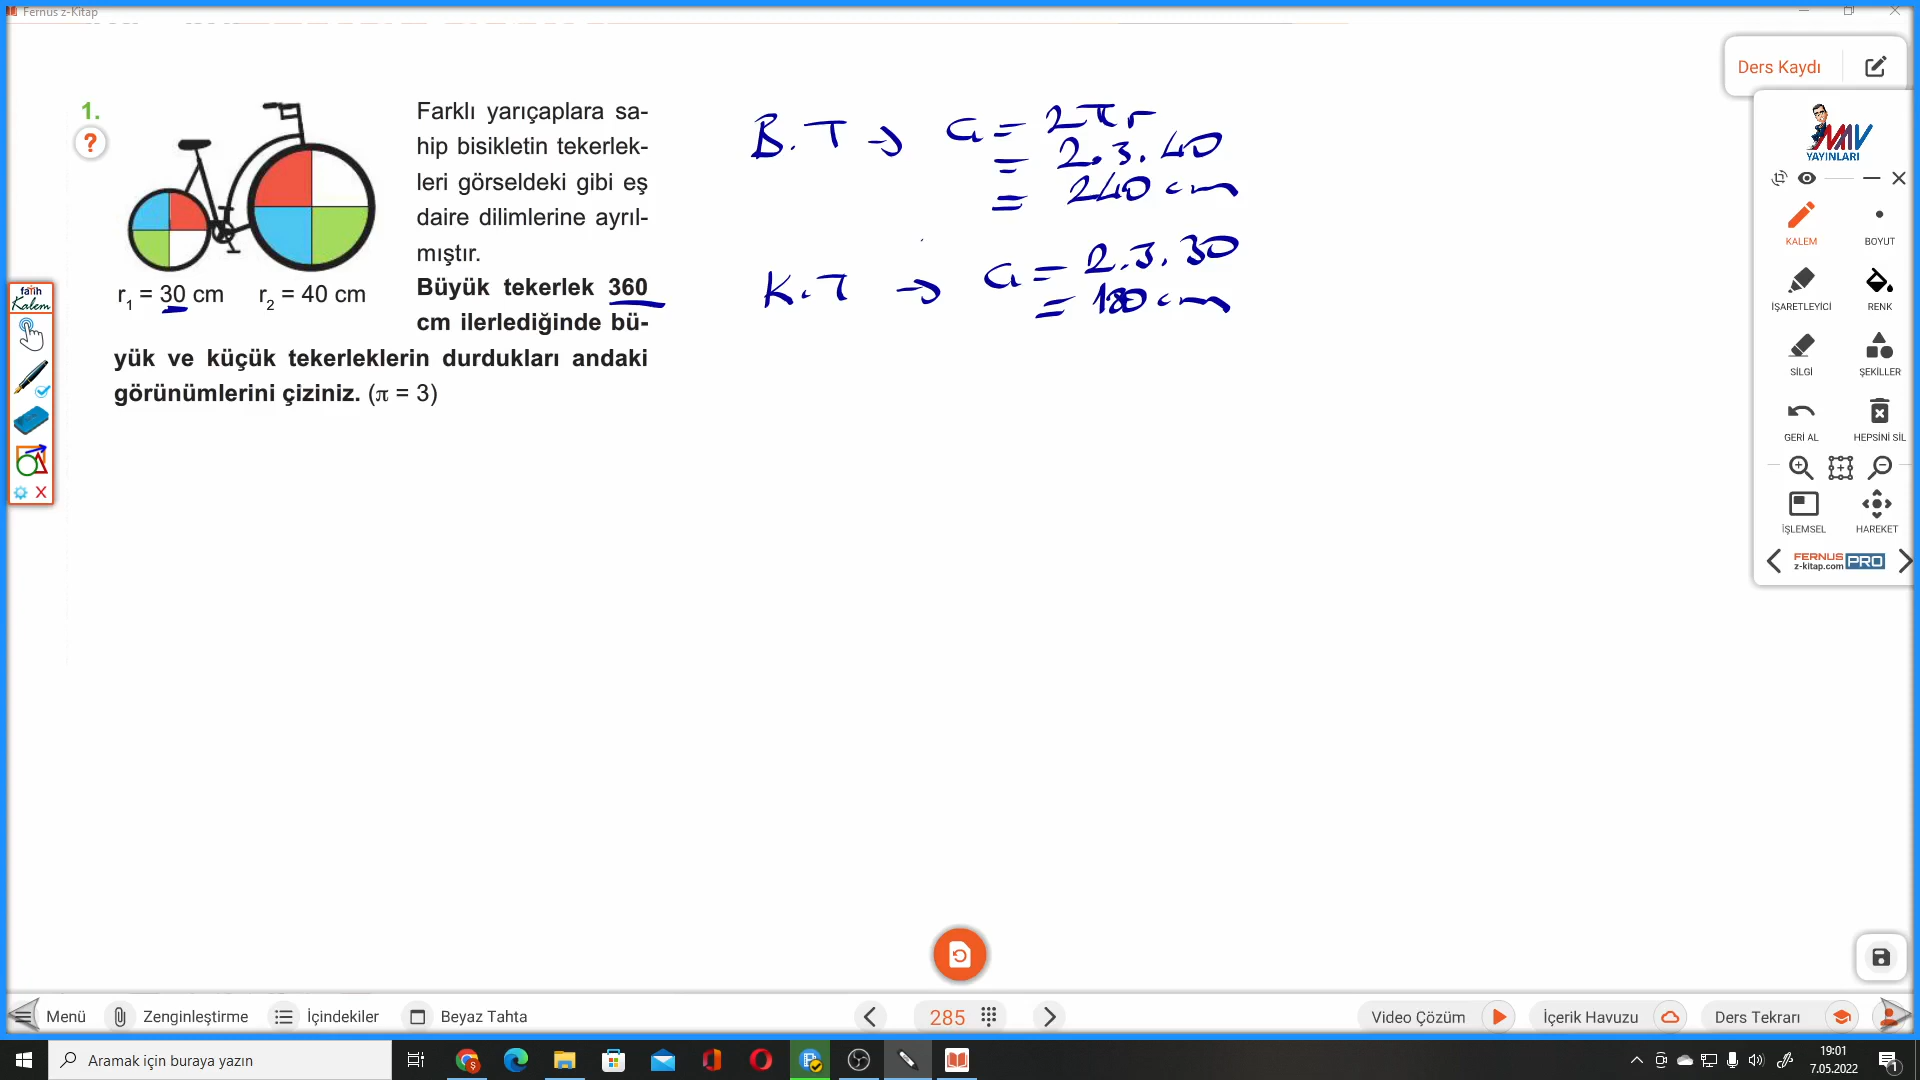 Fernus z-Kitap
Ders Kaydı
1.
?
Farklı yarıçaplara sa-
hip bisikletin tekerlek-
leri görseldeki gibi eş
daire dilimlerine ayrıl-
mıştır.
r1 = 30 cm r2 = 40 cm
Büyük tekerlek 360
cm ilerlediğinde bü-
yük ve küçük tekerleklerin durdukları andaki
görünümlerini çiziniz. (π = 3)
B.T → Ç = 2πr
= 2.3.40
= 240 cm
K.T → Ç = 2.3.30
= 180 cm
fatih
Kalem
X
YAYINLARI
KALEM
BOYUT
İŞARETLEYİCİ
RENK
SİLGİ
ŞEKİLLER
GERİ AL
HEPSİNİ SİL
İŞLEMSEL
HAREKET
FERNUS
z-kitap.com
PRO
Menü
Zenginleştirme
İçindekiler
Beyaz Tahta
285
Video Çözüm
İçerik Havuzu
Ders Tekrarı
Aramak için buraya yazın
19:01
7.05.2022
1